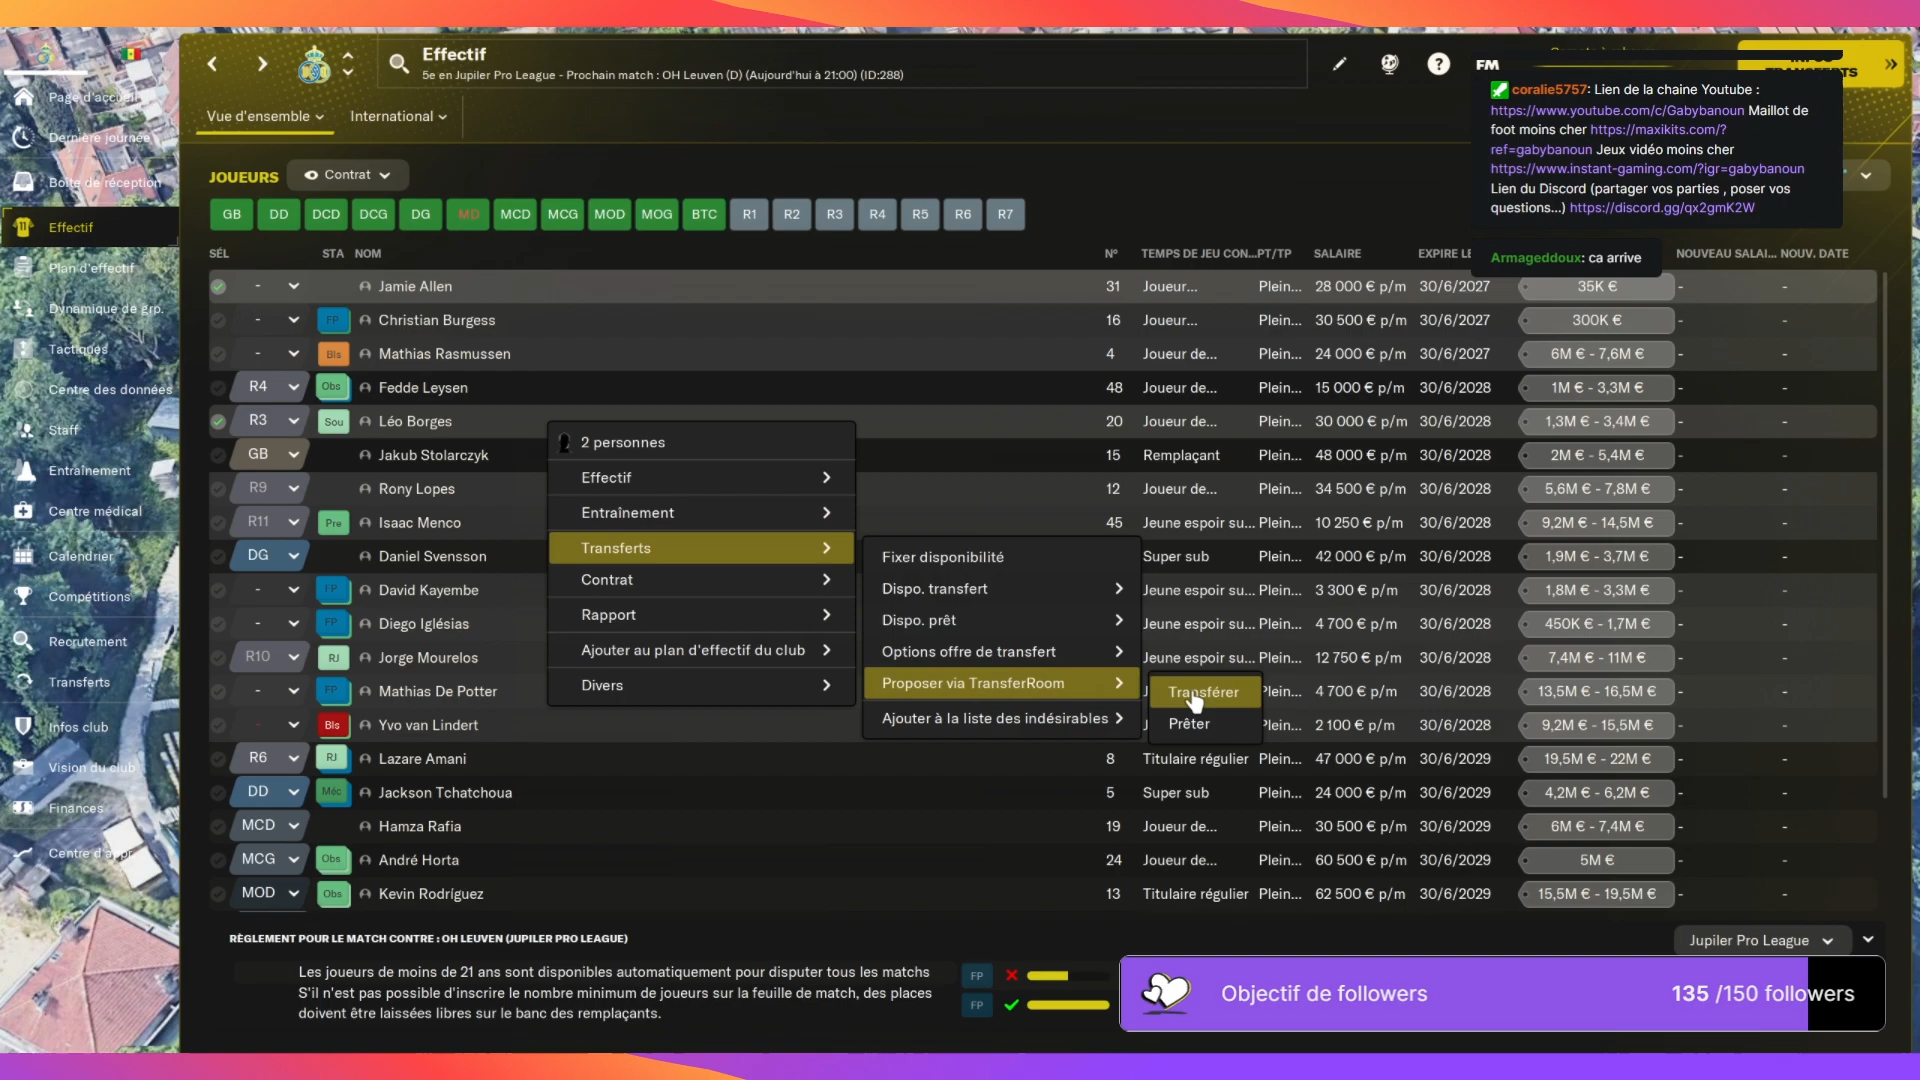 Effectif
5e en Jupiler Pro League - Prochain match : OH Leuven (D) (Aujourd'hui à 21:00) (ID:288)
FM
coralie5757: Lien de la chaine Youtube :
https://www.youtube.com/c/Gabybanoun Maillot de
foot moins cher https://maxikits.com/?
ref=gabybanoun Jeux vidéo moins cher
https://www.instant-gaming.com/?igr=gabybanoun
Lien du Discord (partager vos parties , poser vos
questions...) https://discord.gg/qx2gmK2W
Armageddoux: ca arrive
Page d'accueil
Dernière journée
Boîte de réception
Effectif
Plan d'effectif
Dynamique de grp.
Tactiques
Centre des données
Staff
Entraînement
Centre médical
Calendrier
Compétitions
Recrutement
Transferts
Infos club
Vision du club
Finances
Centre d'appr
Vue d'ensemble
International
JOUEURS
Contrat
GB DD DCD DCG DG MD MCD MCG MOD MOG BTC R1 R2 R3 R4 R5 R6 R7
SÉL STA NOM N° TEMPS DE JEU CON... PT/TP SALAIRE EXPIRE LE NOUVEAU SALAI... NOUV. DATE
- Jamie Allen 31 Joueur... Plein... 28 000 € p/m 30/6/2027 35K € - -
- FP Christian Burgess 16 Joueur... Plein... 30 500 € p/m 30/6/2027 300K € - -
- Bls Mathias Rasmussen 4 Joueur de... Plein... 24 000 € p/m 30/6/2027 6M € - 7,6M € - -
R4 Obs Fedde Leysen 48 Joueur de... Plein... 15 000 € p/m 30/6/2028 1M € - 3,3M € - -
R3 Sou Léo Borges 20 Joueur de... Plein... 30 000 € p/m 30/6/2028 1,3M € - 3,4M € - -
GB Jakub Stolarczyk 15 Remplaçant Plein... 48 000 € p/m 30/6/2028 2M € - 5,4M € - -
R9 Rony Lopes 12 Joueur de... Plein... 34 500 € p/m 30/6/2028 5,6M € - 7,8M € - -
R11 Pre Isaac Menco 45 Jeune espoir su... Plein... 10 250 € p/m 30/6/2028 9,2M € - 14,5M € - -
DG Daniel Svensson Super sub Plein... 42 000 € p/m 30/6/2028 1,9M € - 3,7M € - -
- FP David Kayembe Jeune espoir su... Plein... 3 300 € p/m 30/6/2028 1,8M € - 3,3M € - -
- FP Diego Iglésias Jeune espoir su... Plein... 4 700 € p/m 30/6/2028 450K € - 1,7M € - -
R10 RJ Jorge Mourelos Jeune espoir su... Plein... 12 750 € p/m 30/6/2028 7,4M € - 11M € - -
- FP Mathias De Potter Plein... 4 700 € p/m 30/6/2028 13,5M € - 16,5M € - -
- Bls Yvo van Lindert Plein... 2 100 € p/m 30/6/2028 9,2M € - 15,5M € - -
R6 RJ Lazare Amani 8 Titulaire régulier Plein... 47 000 € p/m 30/6/2028 19,5M € - 22M € - -
DD Méc Jackson Tchatchoua 5 Super sub Plein... 24 000 € p/m 30/6/2029 4,2M € - 6,2M € - -
MCD Hamza Rafia 19 Joueur de... Plein... 30 500 € p/m 30/6/2029 6M € - 7,4M € - -
MCG Obs André Horta 24 Joueur de... Plein... 60 500 € p/m 30/6/2029 5M € - -
MOD Obs Kevin Rodríguez 13 Titulaire régulier Plein... 62 500 € p/m 30/6/2029 15,5M € - 19,5M € - -
2 personnes
Effectif
Entraînement
Transferts
Contrat
Rapport
Ajouter au plan d'effectif du club
Divers
Fixer disponibilité
Dispo. transfert
Dispo. prêt
Options offre de transfert
Proposer via TransferRoom
Ajouter à la liste des indésirables
Transférer
Prêter
RÈGLEMENT POUR LE MATCH CONTRE : OH LEUVEN (JUPILER PRO LEAGUE)
Jupiler Pro League
Les joueurs de moins de 21 ans sont disponibles automatiquement pour disputer tous les matchs
S'il n'est pas possible d'inscrire le nombre minimum de joueurs sur la feuille de match, des places
doivent être laissées libres sur le banc des remplaçants.
FP
FP
Objectif de followers 135 /150 followers